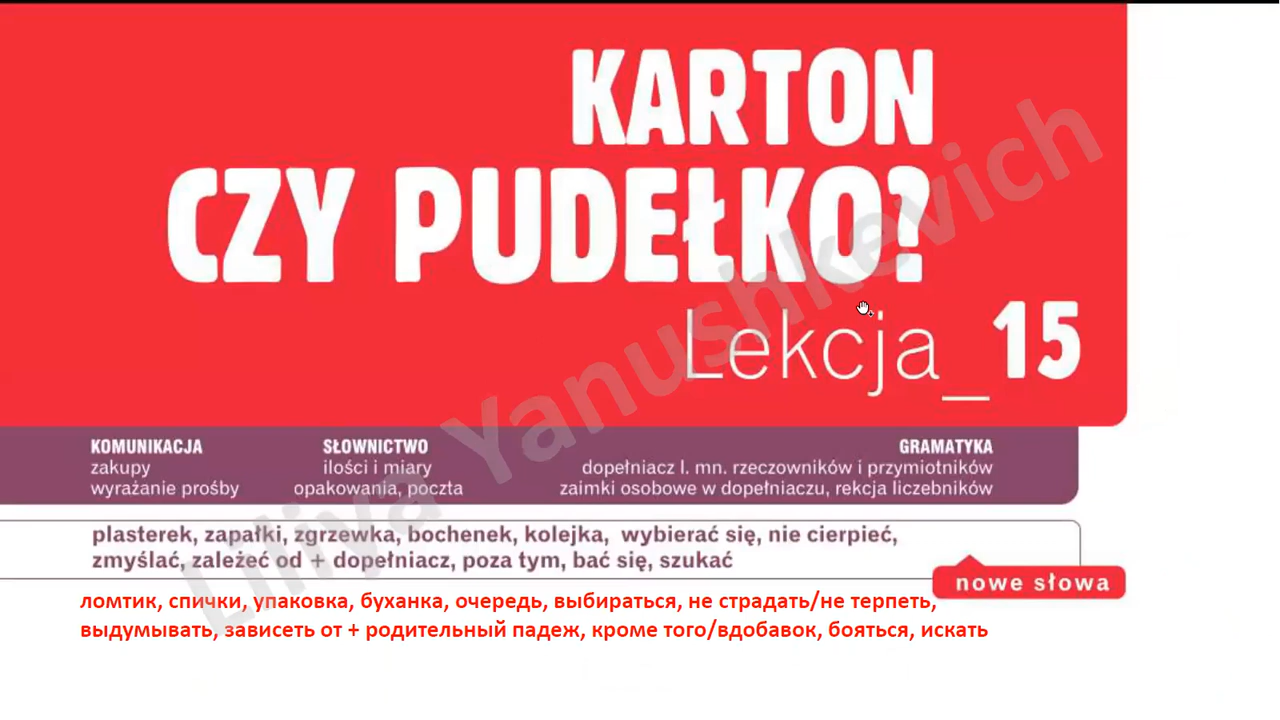 KARTON
CZY PUDEŁKO?
Lekcja_15
KOMUNIKACJA
zakupy
wyrażanie prośby
SŁOWNICTWO
ilości i miary
opakowania, poczta
GRAMATYKA
dopełniacz l. mn. rzeczowników i przymiotników
zaimki osobowe w dopełniaczu, rekcja liczebników
plasterek, zapałki, zgrzewka, bochenek, kolejka, wybierać się, nie cierpieć,
zmyślać, zależeć od + dopełniacz, poza tym, bać się, szukać
nowe słowa
ломтик, спички, упаковка, буханка, очередь, выбираться, не страдать/не терпеть,
выдумывать, зависеть от + родительный падеж, кроме того/вдобавок, бояться, искать
Liliya Yanushkevich